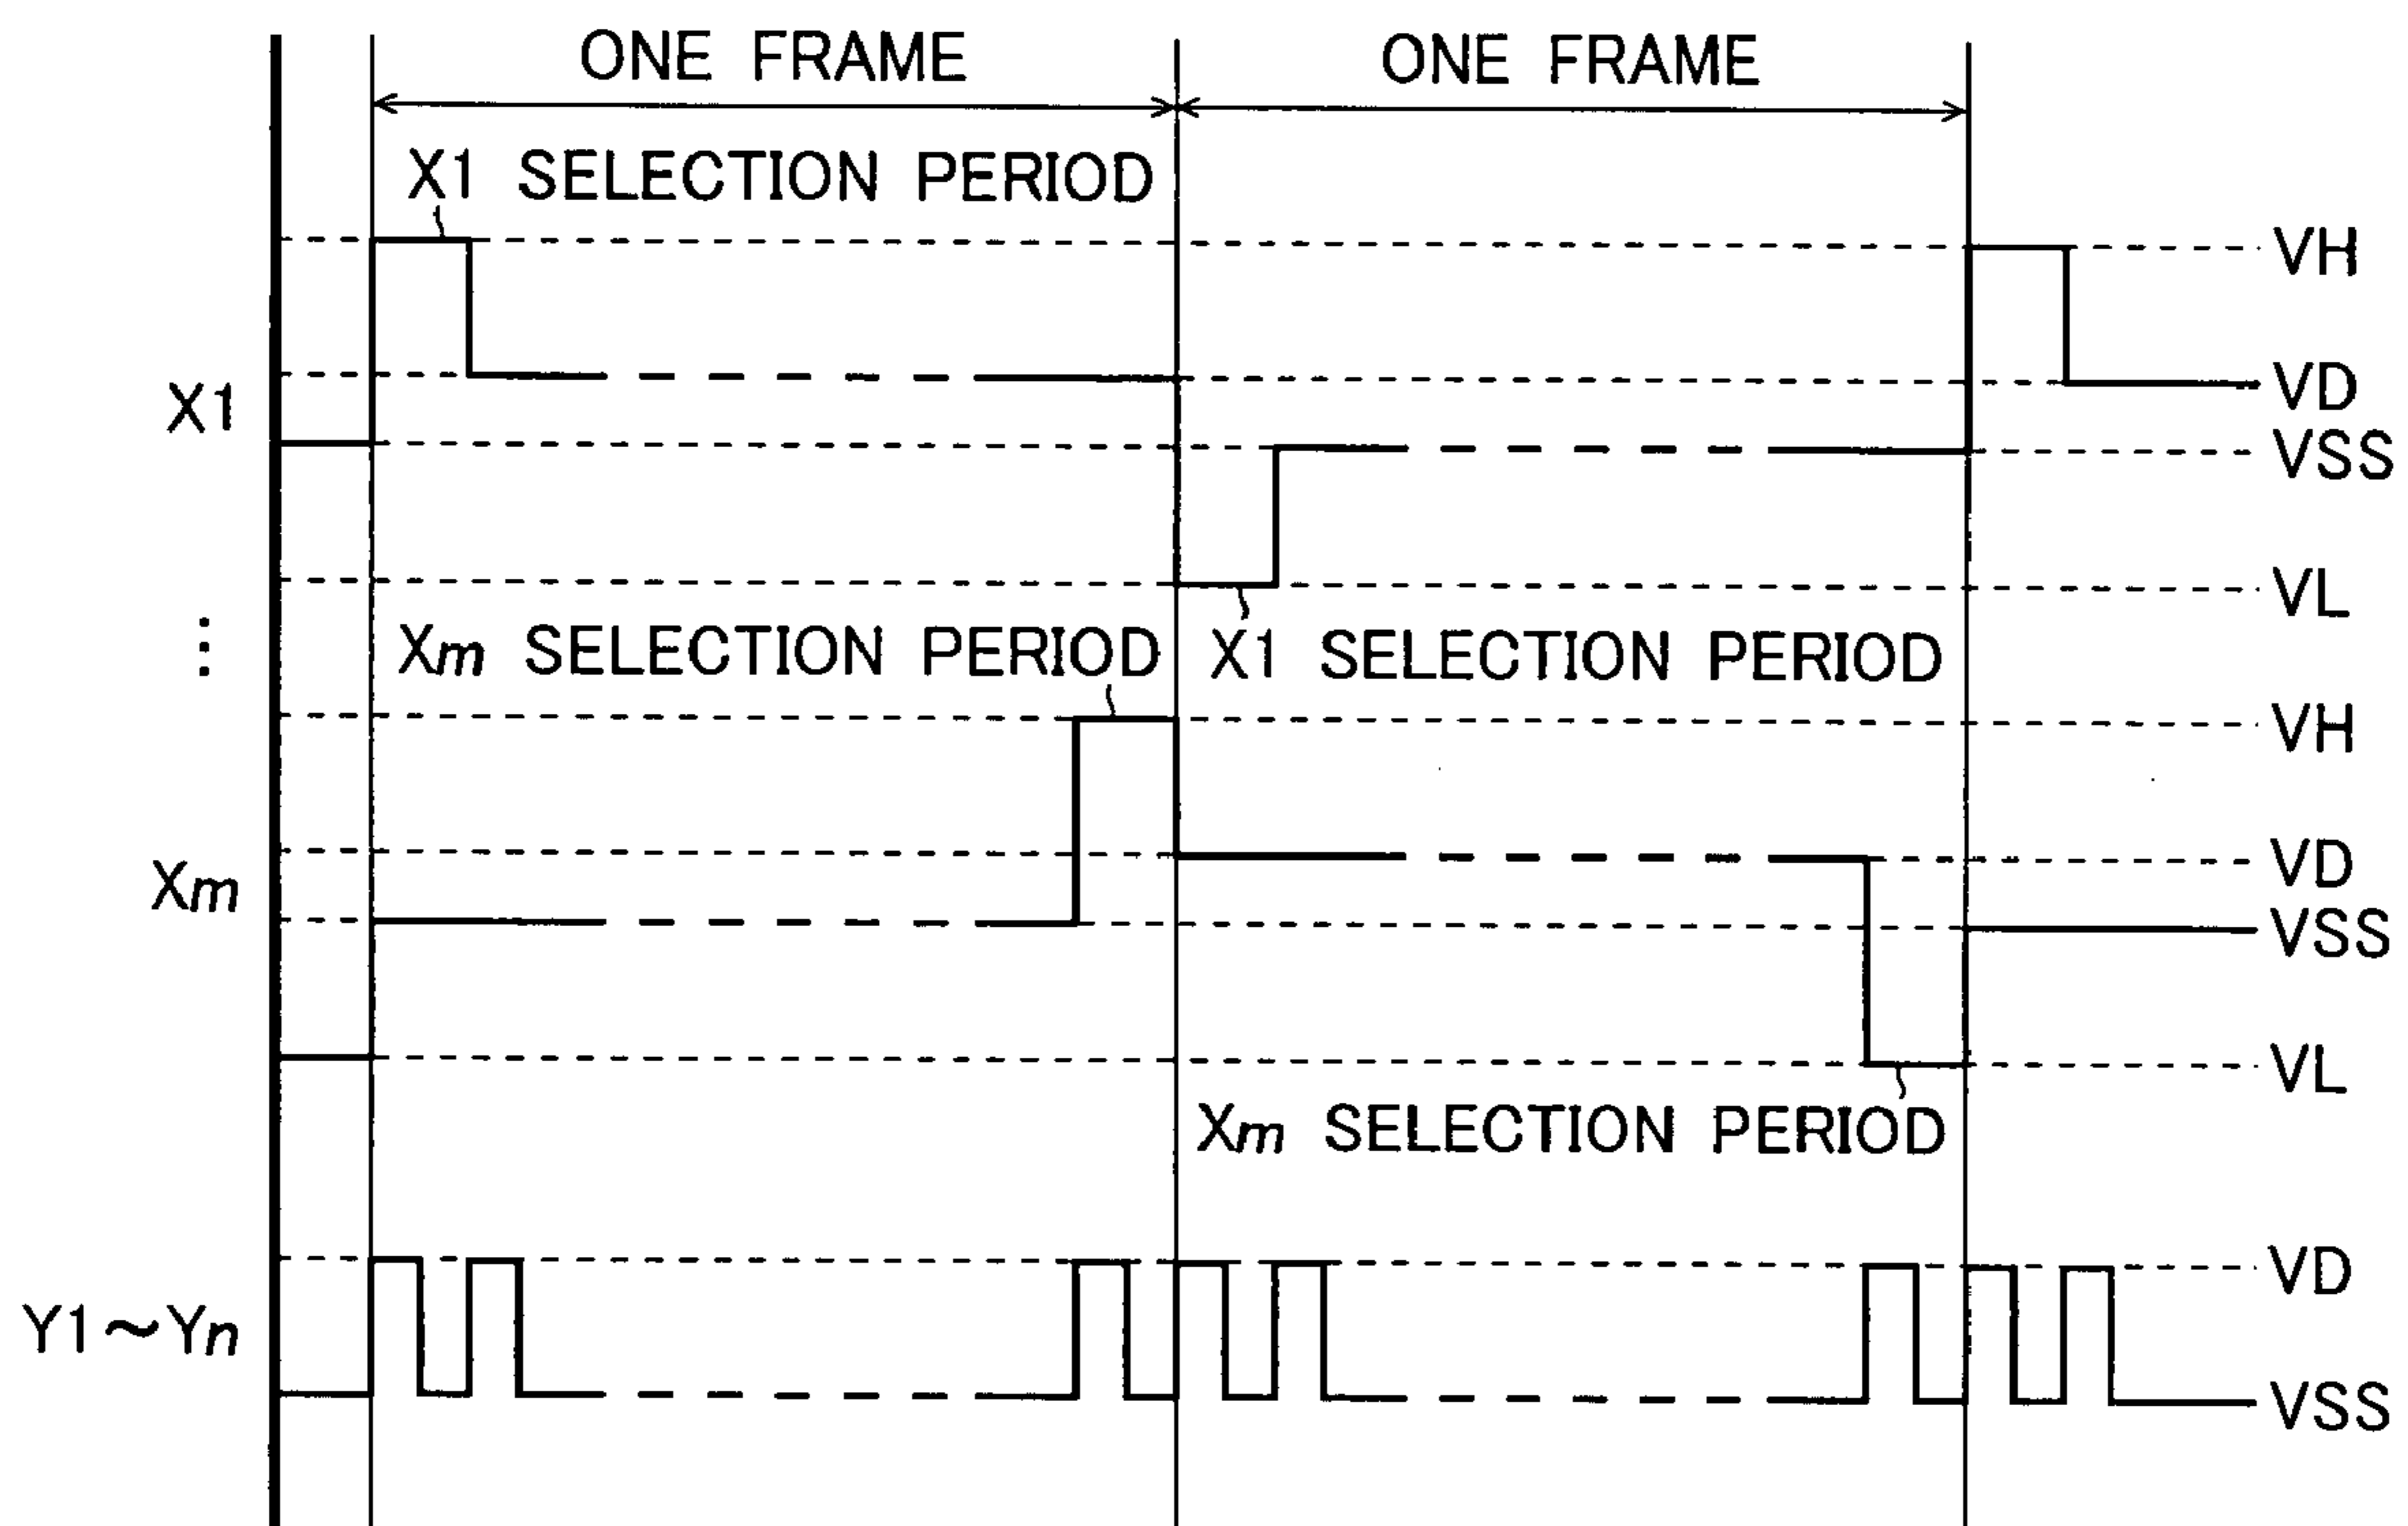 ONE FRAME ONE FRAME
X1 SELECTION PERIOD
VH
X1
VD
VSS
VL
⋮
Xm SELECTION PERIOD X1 SELECTION PERIOD
VH
Xm
VD
VSS
VL
Xm SELECTION PERIOD
VD
Y1~Yn
VSS